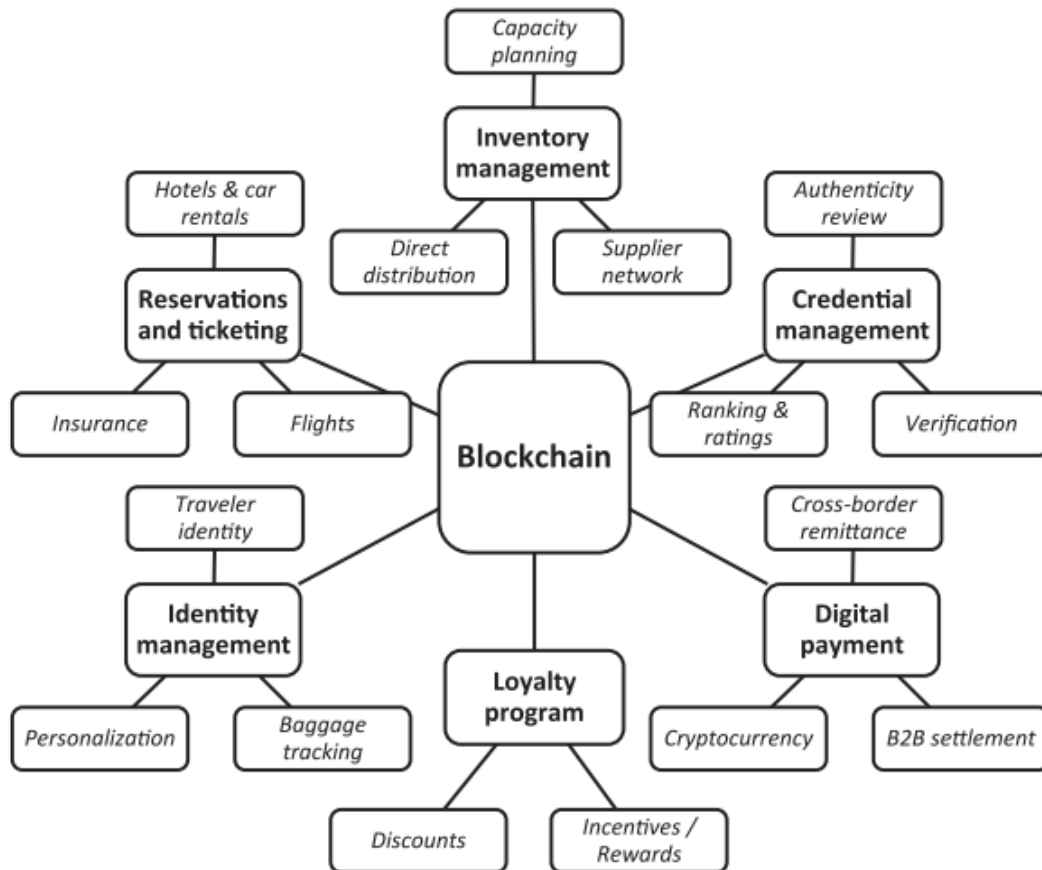 Capacity
planning
Inventory
management
Hotels & car
rentals
Authenticity
review
Direct
distribution
Supplier
network
Reservations
and ticketing
Credential
management
Insurance
Flights
Blockchain
Ranking &
ratings
Verification
Traveler
identity
Cross-border
remittance
Identity
management
Digital
payment
Loyalty
program
Personalization
Baggage
tracking
Cryptocurrency
B2B settlement
Discounts
Incentives /
Rewards